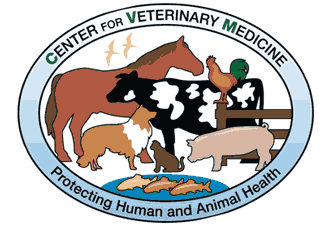 CENTER FOR VETERINARY MEDICINE
Protecting Human and Animal Health